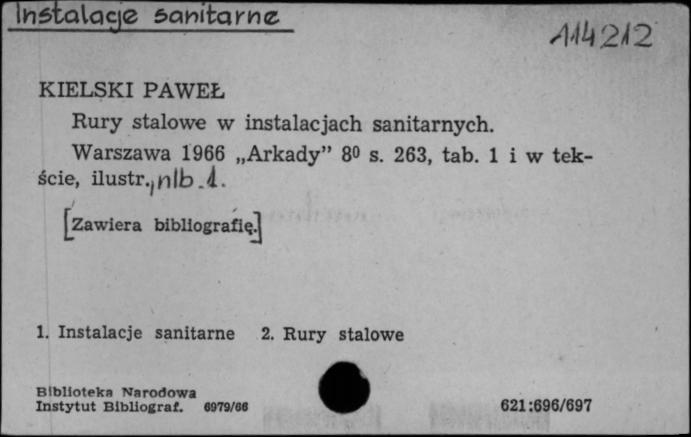 Instalacje sanitarne
114212
KIELSKI PAWEŁ
Rury stalowe w instalacjach sanitarnych.
Warszawa 1966 „Arkady” 8⁰ s. 263, tab. 1 i w tek-
ście, ilustr., nlb. 1.
[Zawiera bibliografię.]
1. Instalacje sanitarne 2. Rury stalowe
Biblioteka Narodowa
Instytut Bibliograf. 6979/66 621:696/697